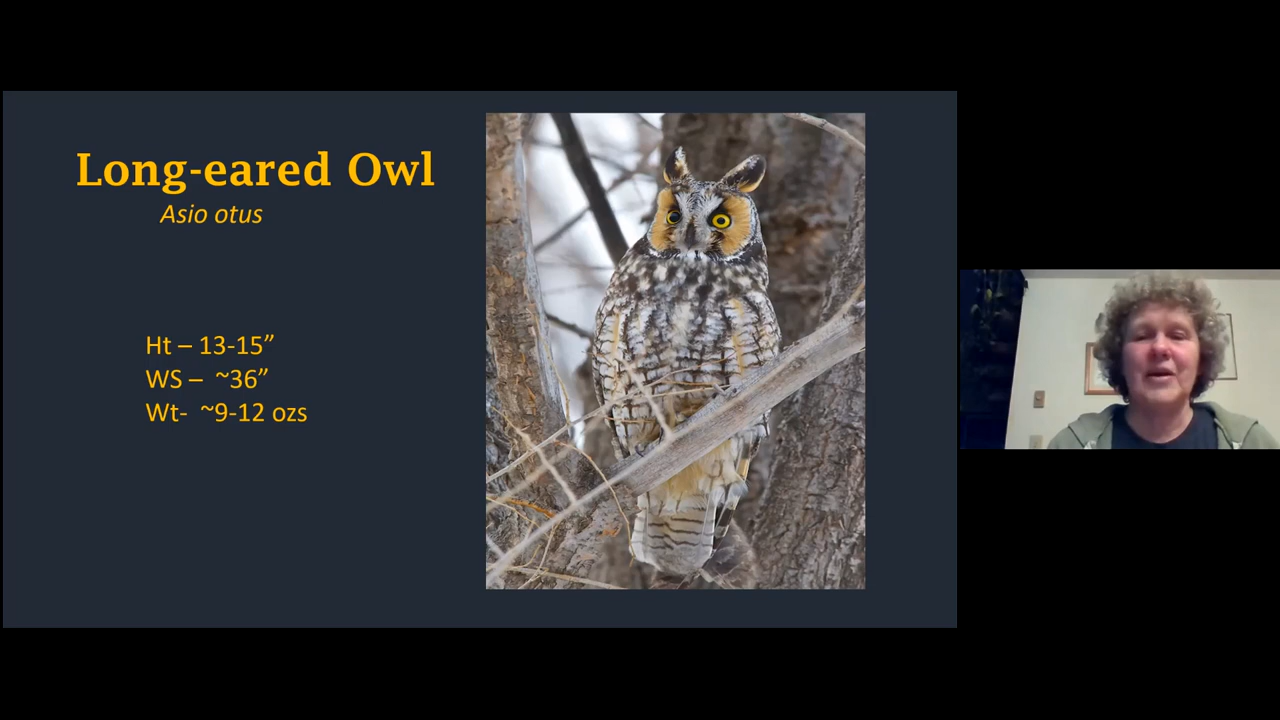 Long-eared Owl
Asio otus
Ht – 13-15”
WS –  ~36”
Wt-  ~9-12 ozs